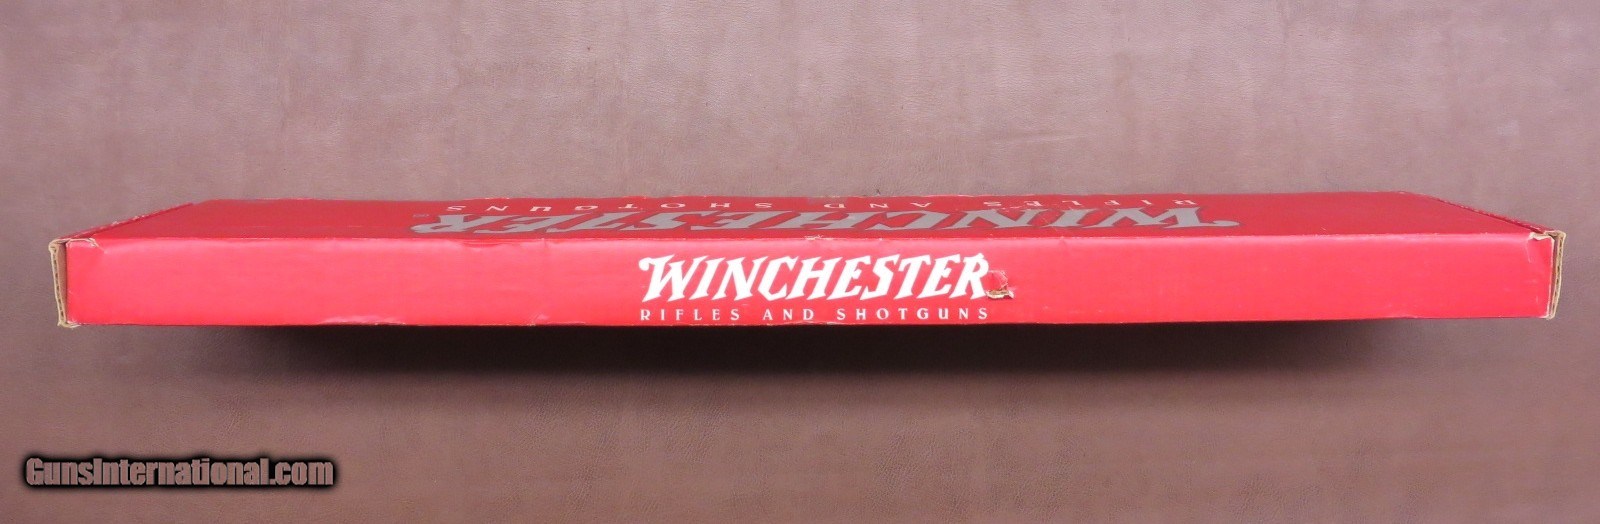 RIFLES AND SHOTGUNS
WINCHESTER
WINCHESTER
RIFLES AND SHOTGUNS
GunsInternational.com